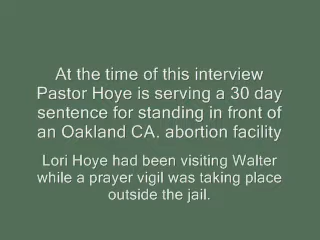 At the time of this interview
Pastor Hoye is serving a 30 day
sentence for standing in front of
an Oakland CA. abortion facility
Lori Hoye had been visiting Walter
while a prayer vigil was taking place
outside the jail.